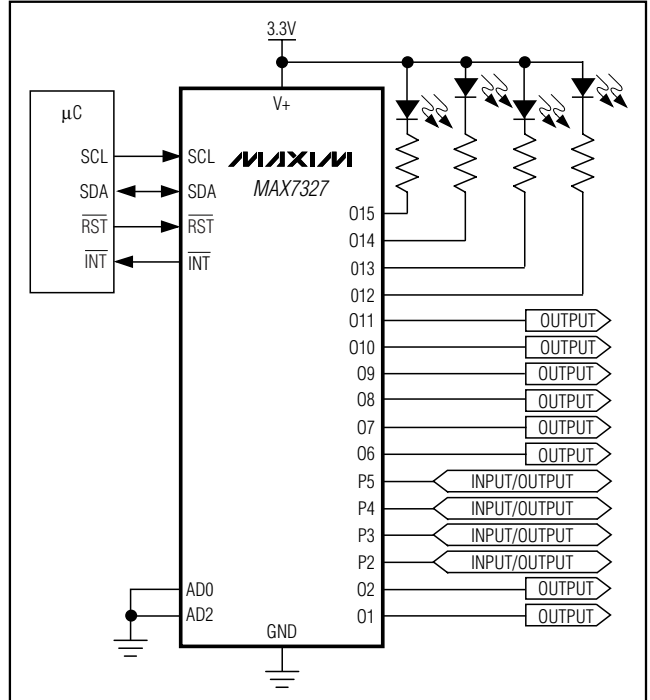 3.3V
μC
V+
SCL
SCL
SDA
SDA
RST
RST
INT
INT
MAXIM
MAX7327
O15
O14
O13
O12
O11
OUTPUT
O10
OUTPUT
O9
OUTPUT
O8
OUTPUT
O7
OUTPUT
O6
OUTPUT
P5
INPUT/OUTPUT
P4
INPUT/OUTPUT
P3
INPUT/OUTPUT
P2
INPUT/OUTPUT
AD0
O2
OUTPUT
AD2
O1
OUTPUT
GND